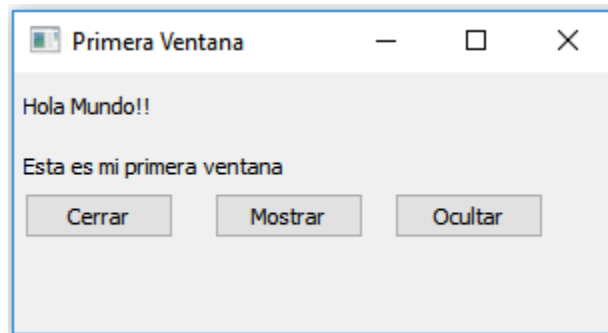 Primera Ventana
Hola Mundo!!
Esta es mi primera ventana
Cerrar Mostrar Ocultar